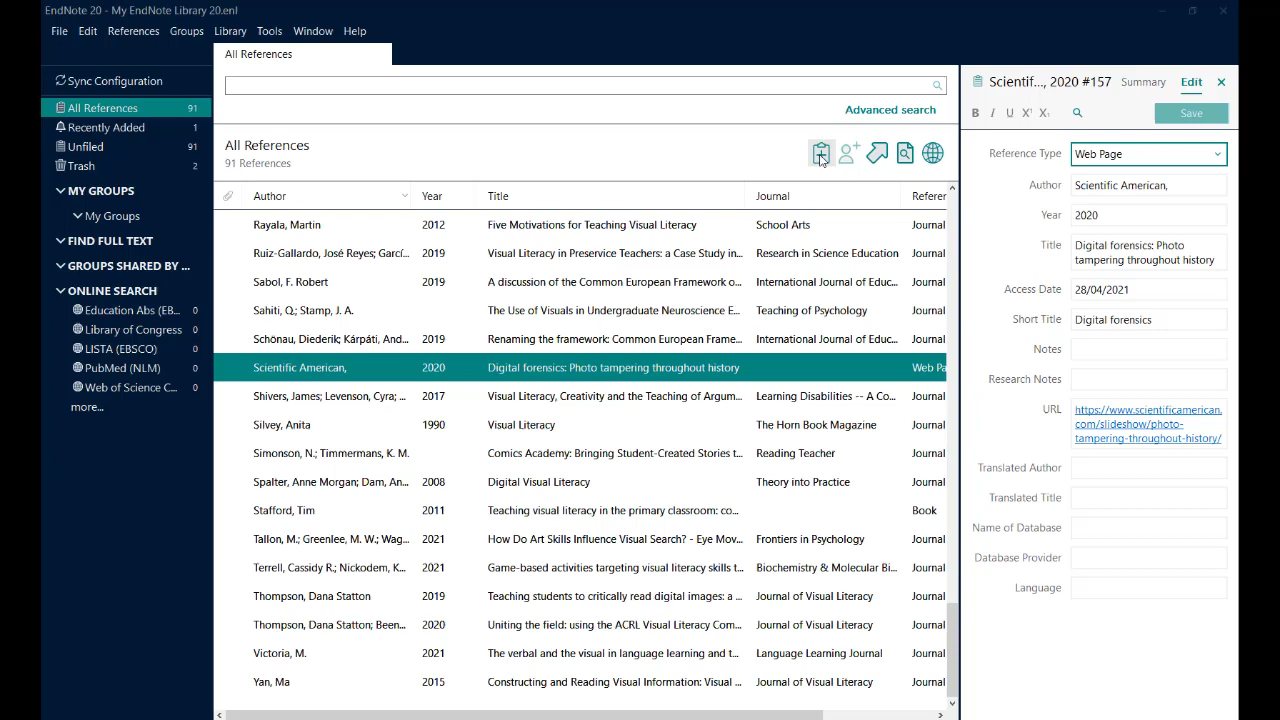 EndNote 20 - My EndNote Library 20.enl
File Edit References Groups Library Tools Window Help
All References
Sync Configuration
All References 91
Recently Added 1
Unfiled 91
Trash 2
MY GROUPS
My Groups
FIND FULL TEXT
GROUPS SHARED BY ...
ONLINE SEARCH
Education Abs (EB... 0
Library of Congress 0
LISTA (EBSCO) 0
PubMed (NLM) 0
Web of Science C... 0
more...
Advanced search
All References
91 References
Author Year Title Journal Referen
Rayala, Martin 2012 Five Motivations for Teaching Visual Literacy School Arts Journal
Ruiz-Gallardo, José Reyes; Garcí... 2019 Visual Literacy in Preservice Teachers: a Case Study in... Research in Science Education Journal
Sabol, F. Robert 2019 A discussion of the Common European Framework o... International Journal of Educ... Journal
Sahiti, Q.; Stamp, J. A. The Use of Visuals in Undergraduate Neuroscience E... Teaching of Psychology Journal
Schönau, Diederik; Kárpáti, And... 2019 Renaming the framework: Common European Frame... International Journal of Educ... Journal
Scientific American, 2020 Digital forensics: Photo tampering throughout history Web Pa
Shivers, James; Levenson, Cyra; ... 2017 Visual Literacy, Creativity and the Teaching of Argum... Learning Disabilities -- A Co... Journal
Silvey, Anita 1990 Visual Literacy The Horn Book Magazine Journal
Simonson, N.; Timmermans, K. M. Comics Academy: Bringing Student-Created Stories t... Reading Teacher Journal
Spalter, Anne Morgan; Dam, An... 2008 Digital Visual Literacy Theory into Practice Journal
Stafford, Tim 2011 Teaching visual literacy in the primary classroom: co... Book
Tallon, M.; Greenlee, M. W.; Wag... 2021 How Do Art Skills Influence Visual Search? - Eye Mov... Frontiers in Psychology Journal
Terrell, Cassidy R.; Nickodem, K... 2021 Game-based activities targeting visual literacy skills t... Biochemistry & Molecular Bi... Journal
Thompson, Dana Statton 2019 Teaching students to critically read digital images: a ... Journal of Visual Literacy Journal
Thompson, Dana Statton; Been... 2020 Uniting the field: using the ACRL Visual Literacy Com... Journal of Visual Literacy Journal
Victoria, M. 2021 The verbal and the visual in language learning and t... Language Learning Journal Journal
Yan, Ma 2015 Constructing and Reading Visual Information: Visual ... Journal of Visual Literacy Journal
Scientif..., 2020 #157 Summary Edit
B I U X¹ X₁ Save
Reference Type Web Page
Author Scientific American,
Year 2020
Title Digital forensics: Photo
tampering throughout history
Access Date 28/04/2021
Short Title Digital forensics
Notes
Research Notes
URL https://www.scientificamerican.
com/slideshow/photo-
tampering-throughout-history/
Translated Author
Translated Title
Name of Database
Database Provider
Language